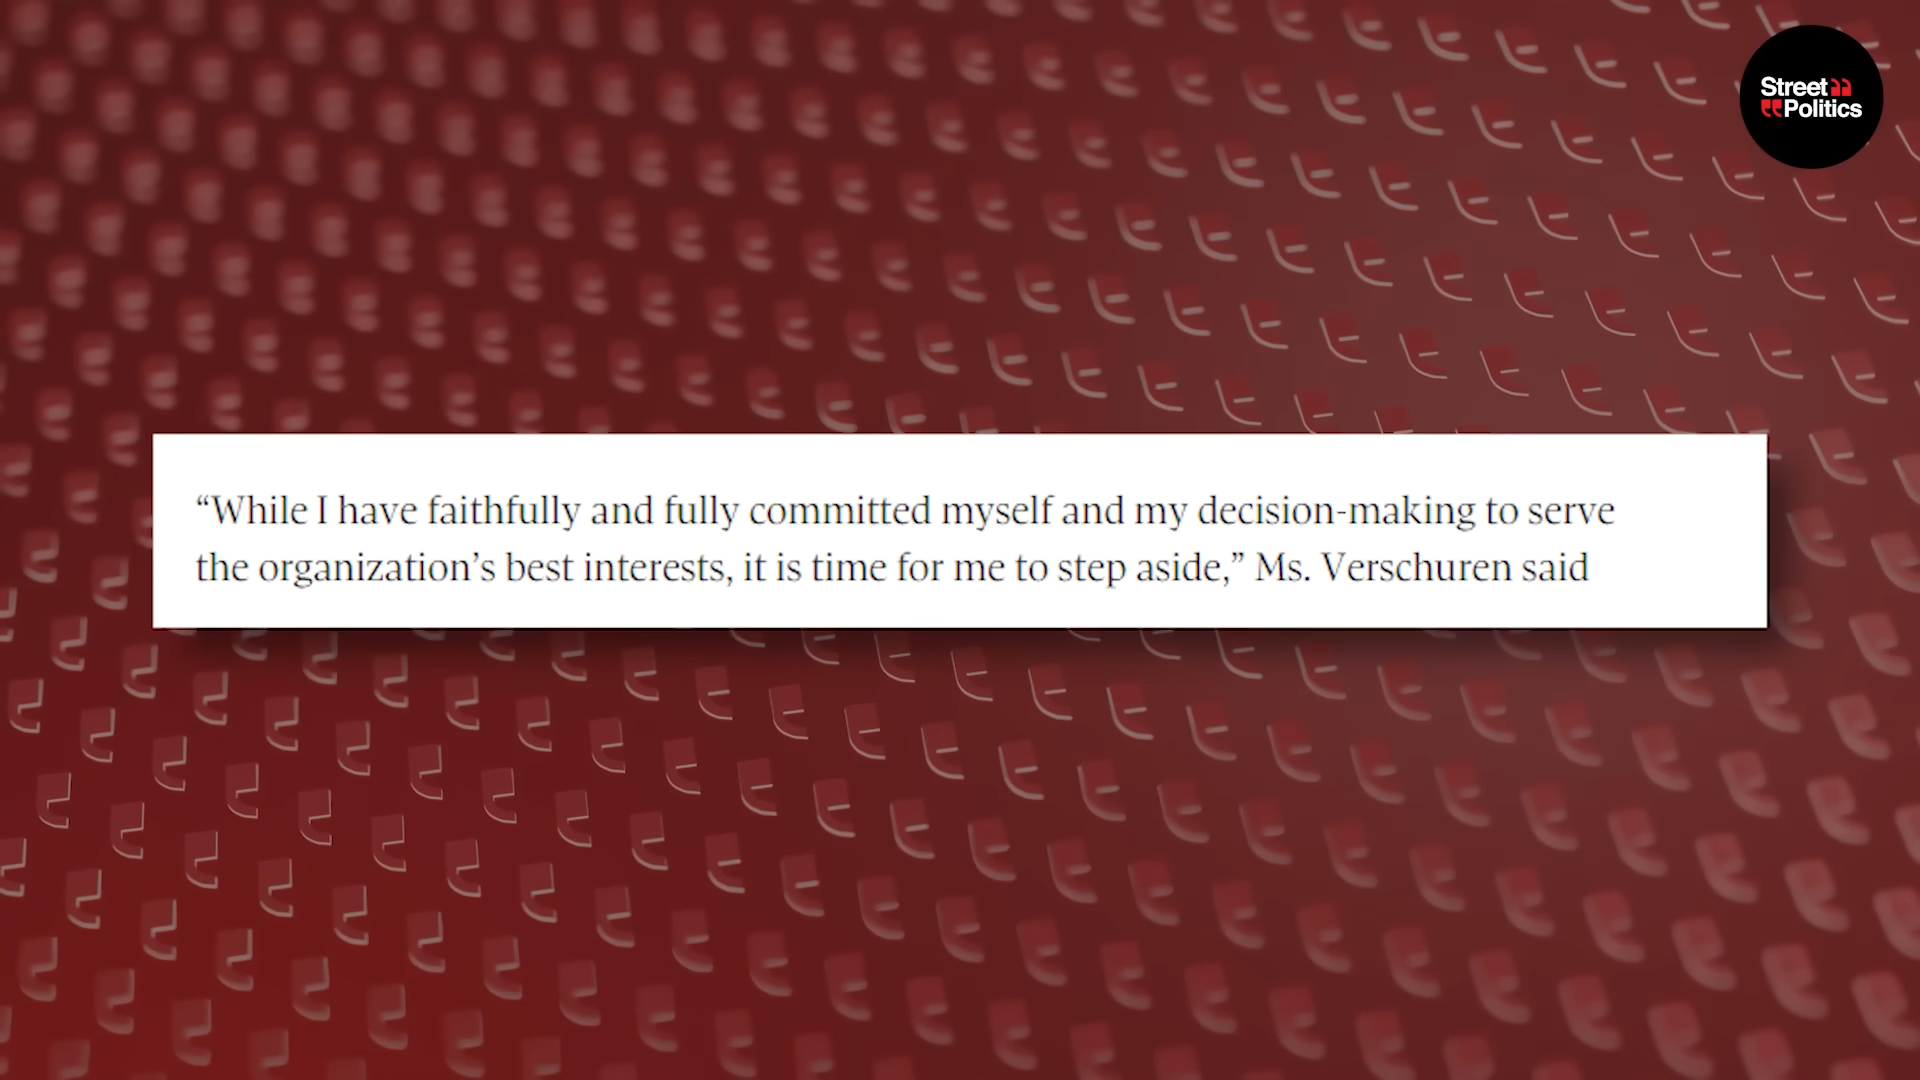 Street
Politics
“While I have faithfully and fully committed myself and my decision-making to serve
the organization’s best interests, it is time for me to step aside,” Ms. Verschuren said